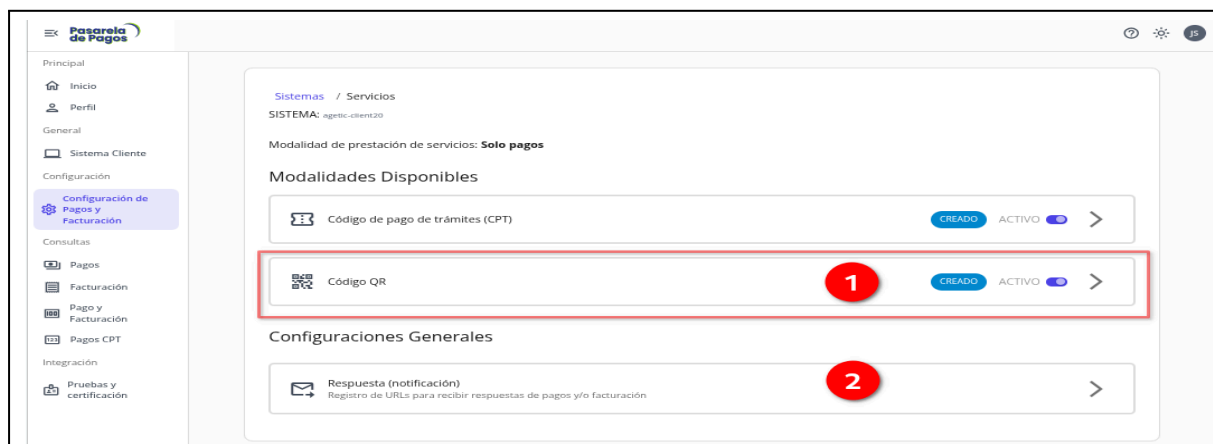 Pasarela
de Pagos
JS
Principal
Inicio
Perfil
General
Sistema Cliente
Configuración
Configuración de
Pagos y
Facturación
Consultas
Pagos
Facturación
Pago y
Facturación
Pagos CPT
Integración
Pruebas y
certificación
Sistemas / Servicios
SISTEMA: agetic-client20
Modalidad de prestación de servicios: Solo pagos
Modalidades Disponibles
Código de pago de trámites (CPT) CREADO ACTIVO
Código QR 1 CREADO ACTIVO
Configuraciones Generales
Respuesta (notificación) 2
Registro de URLs para recibir respuestas de pagos y/o facturación